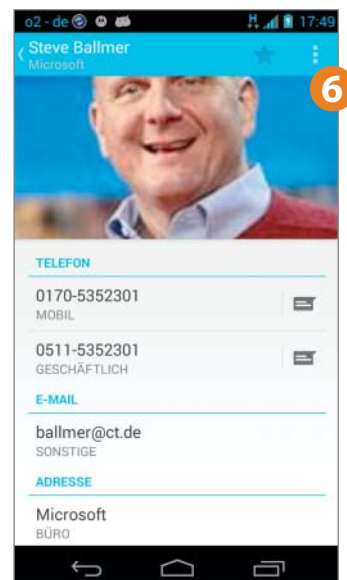 o2 - de H 17:49
Steve Ballmer
Microsoft
6
TELEFON
0170-5352301
MOBIL
0511-5352301
GESCHÄFTLICH
E-MAIL
ballmer@ct.de
SONSTIGE
ADRESSE
Microsoft
BÜRO